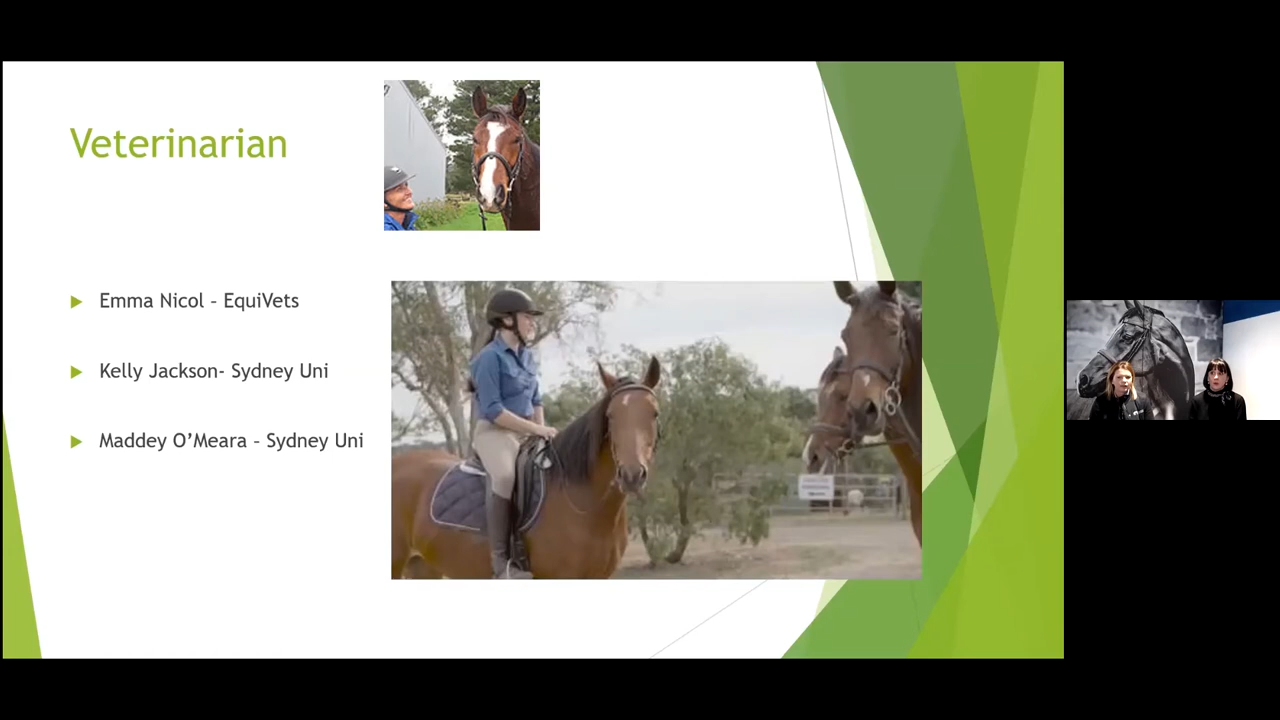 Veterinarian
Emma Nicol – EquiVets
Kelly Jackson- Sydney Uni
Maddey O’Meara – Sydney Uni